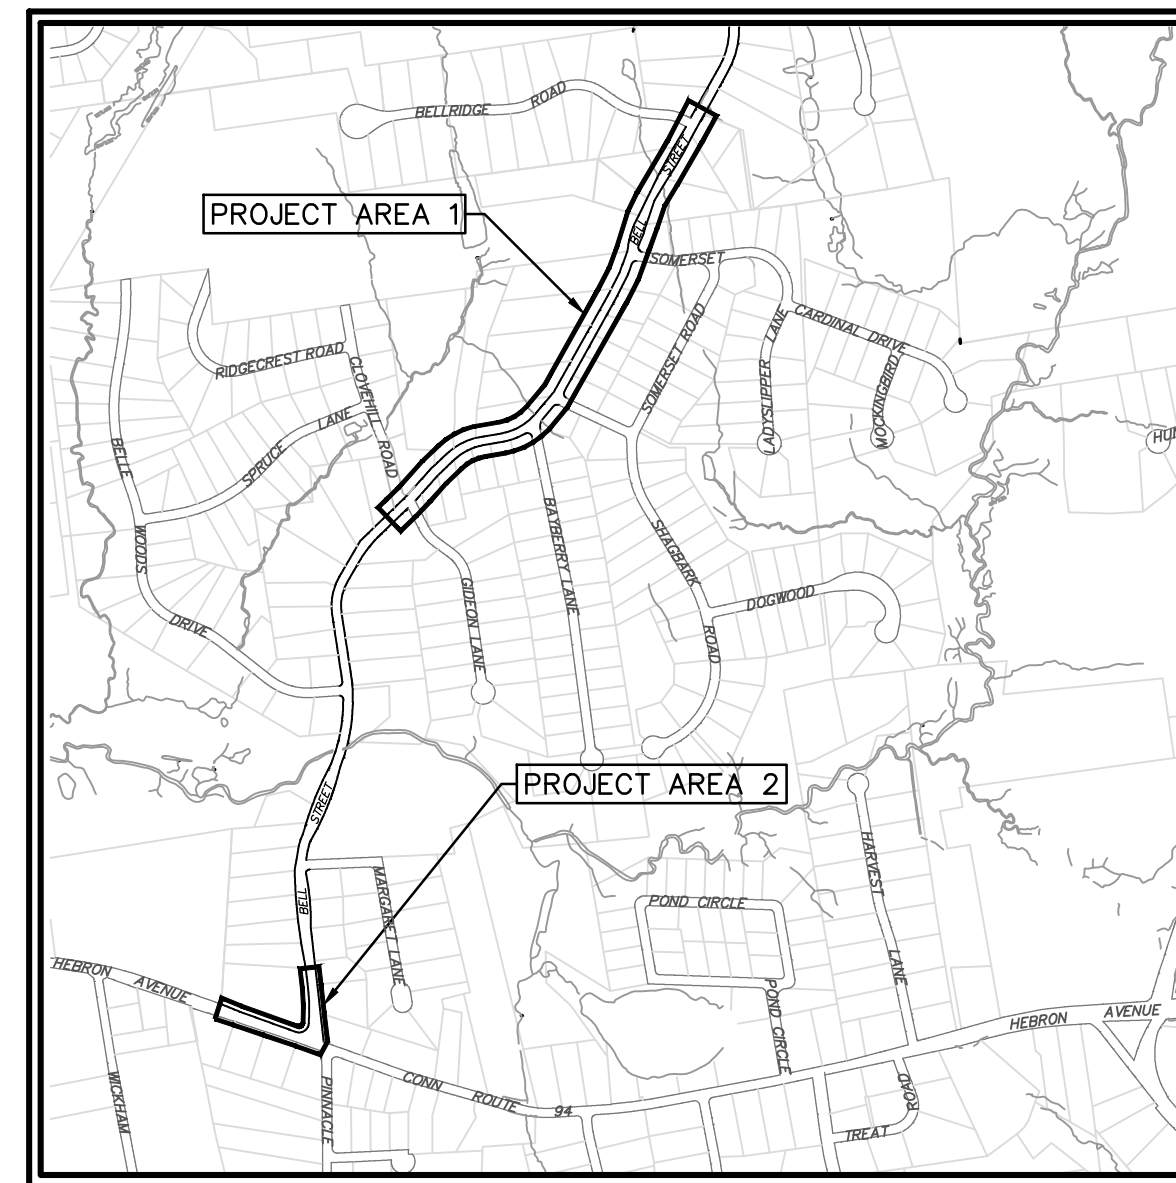 BELLRIDGE ROAD
STREET
PROJECT AREA 1
BELL
SOMERSET
SOMERSET ROAD
LADYSLIPPER LANE
CARDINAL DRIVE
MOCKINGBIRD
RIDGECREST ROAD
CLOVEHILL ROAD
SPRUCE LANE
BELLE WOODS DRIVE
BAYBERRY LANE
SHAGBARK ROAD
DOGWOOD
GIDEON LANE
PROJECT AREA 2
STREET
BELL
MARGARET LANE
HARVEST LANE
POND CIRCLE
POND CIRCLE
HEBRON AVENUE
HEBRON AVENUE
CONN ROUTE 94
WICKHAM
PINNACLE
TREAT ROAD